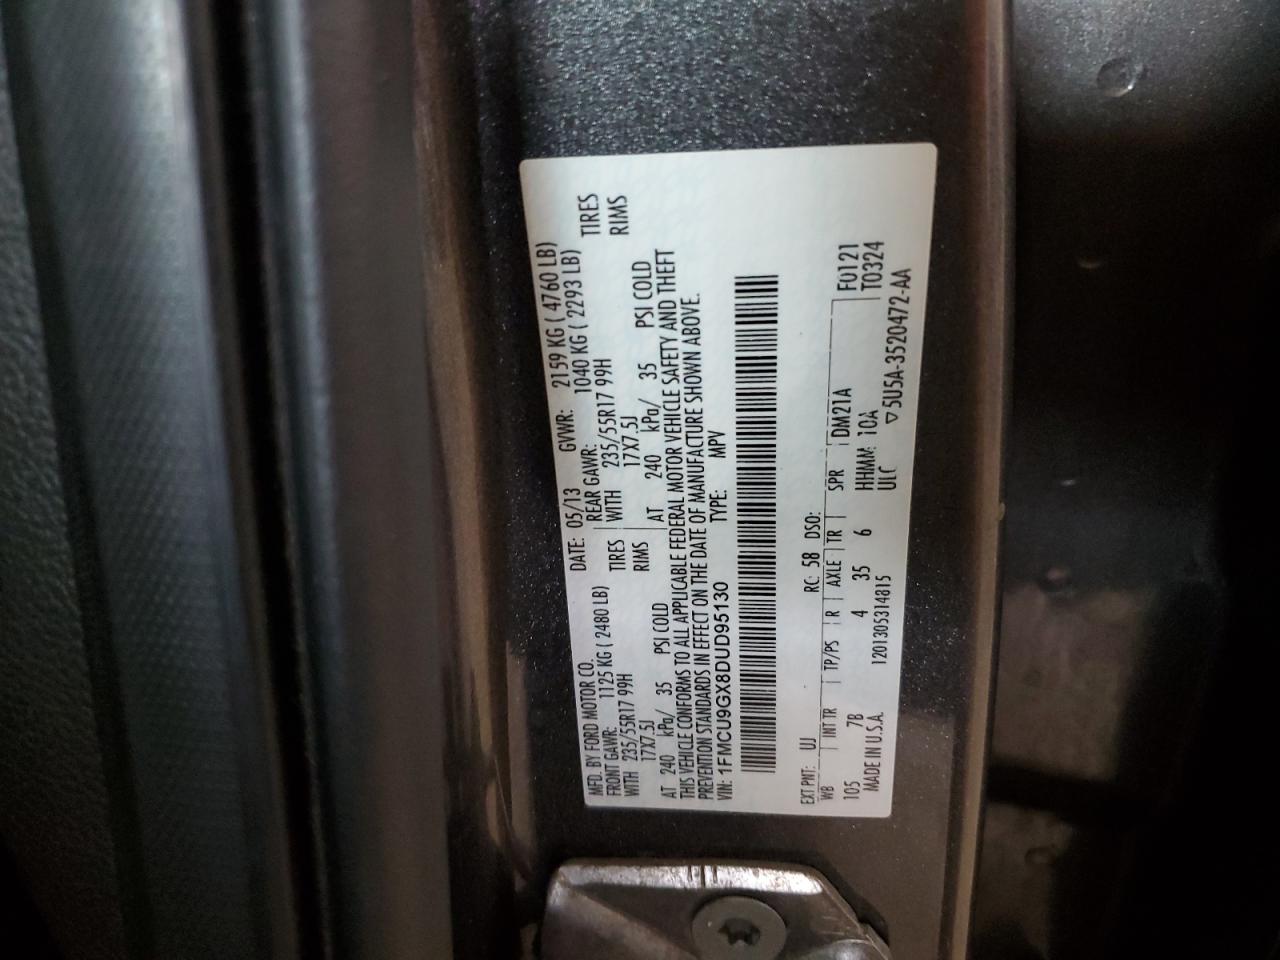 MFD. BY FORD MOTOR CO. DATE: 05/13 GVWR: 2159 KG ( 4760 LB)
FRONT GAWR: 1125 KG ( 2480 LB) REAR GAWR: 1040 KG ( 2293 LB)
WITH 235/55R17 99H TIRES WITH 235/55R17 99H TIRES
17X7.5J RIMS 17X7.5J RIMS
AT 240 kPa/ 35 PSI COLD AT 240 kPa/ 35 PSI COLD
THIS VEHICLE CONFORMS TO ALL APPLICABLE FEDERAL MOTOR VEHICLE SAFETY AND THEFT
PREVENTION STANDARDS IN EFFECT ON THE DATE OF MANUFACTURE SHOWN ABOVE.
VIN: 1FMCU9GX8DUD95130 TYPE: MPV
EXT PNT: UJ RC: 58 DSO:
WB INT TR TP/PS R AXLE TR SPR DM21A F0121
105 7B 4 35 6 HHMM 10A T0324
MADE IN U.S.A. 120130531481​5 ULC 5U5A-3520472-AA